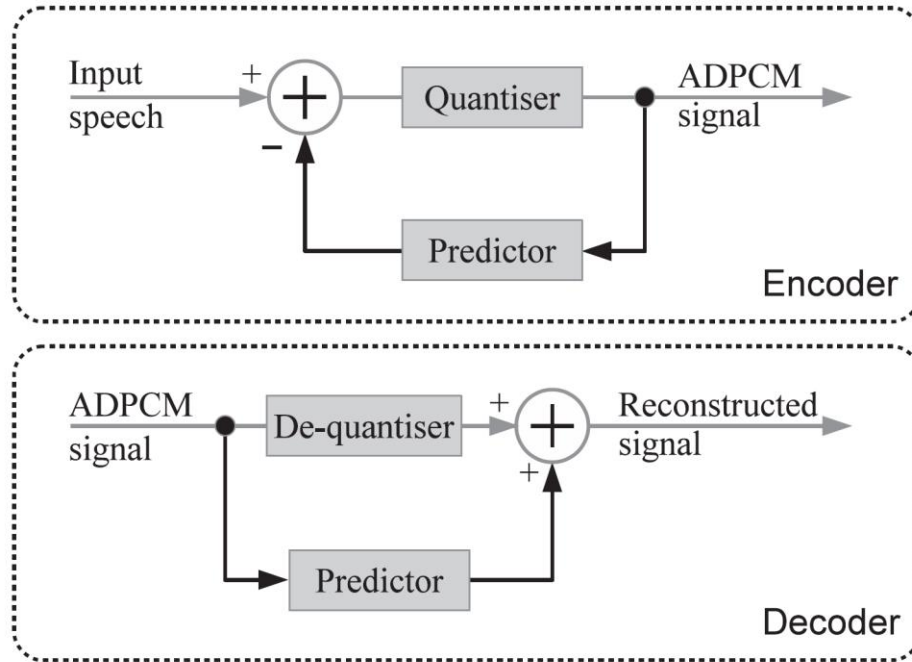 Input
speech
+
+
−
Quantiser
ADPCM
signal
Predictor
Encoder
ADPCM
signal
De-quantiser
+
+
+
Reconstructed
signal
Predictor
Decoder